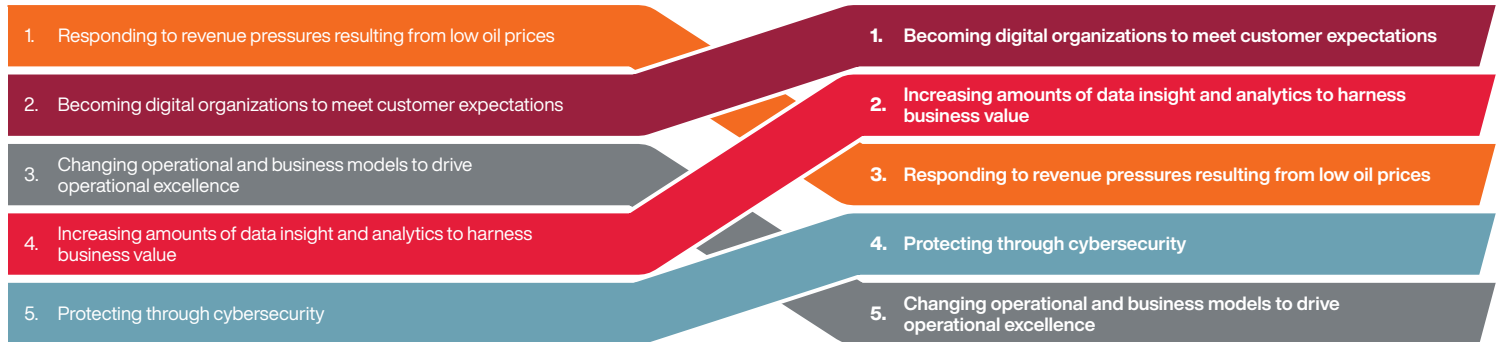 1. Responding to revenue pressures resulting from low oil prices
2. Becoming digital organizations to meet customer expectations
3. Changing operational and business models to drive
operational excellence
4. Increasing amounts of data insight and analytics to harness
business value
5. Protecting through cybersecurity
1. Becoming digital organizations to meet customer expectations
2. Increasing amounts of data insight and analytics to harness
business value
3. Responding to revenue pressures resulting from low oil prices
4. Protecting through cybersecurity
5. Changing operational and business models to drive
operational excellence